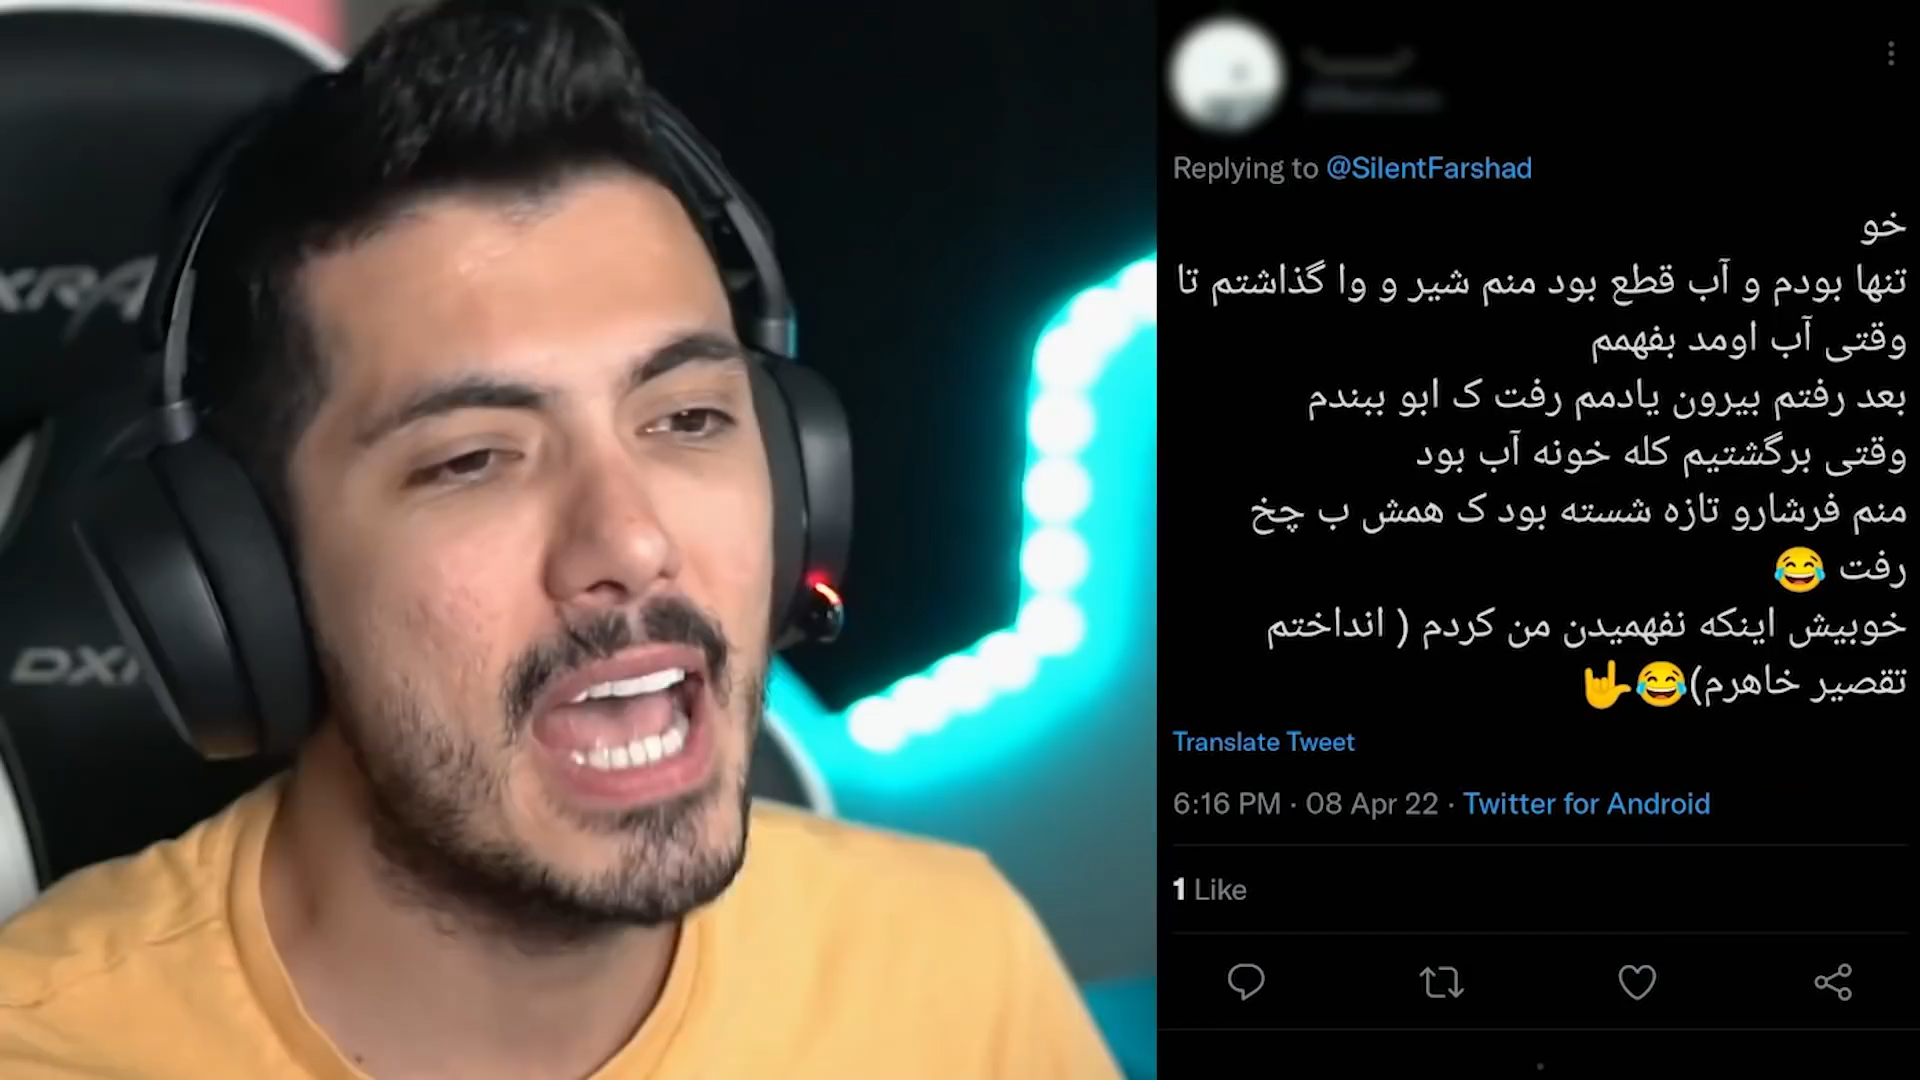 Replying to @SilentFarshad
خو
تنها بودم و آب قطع بود منم شیر و وا گذاشتم تا
وقتی آب اومد بفهمم
بعد رفتم بیرون یادمم رفت ک ابو ببندم
وقتی برگشتیم کله خونه آب بود
منم فرشارو تازه شسته بود ک همش ب چخ
رفت 😂
خوبیش اینکه نفهمیدن من کردم ( انداختم
تقصیر خاهرم)😂🤟
Translate Tweet
6:16 PM · 08 Apr 22 · Twitter for Android
1 Like